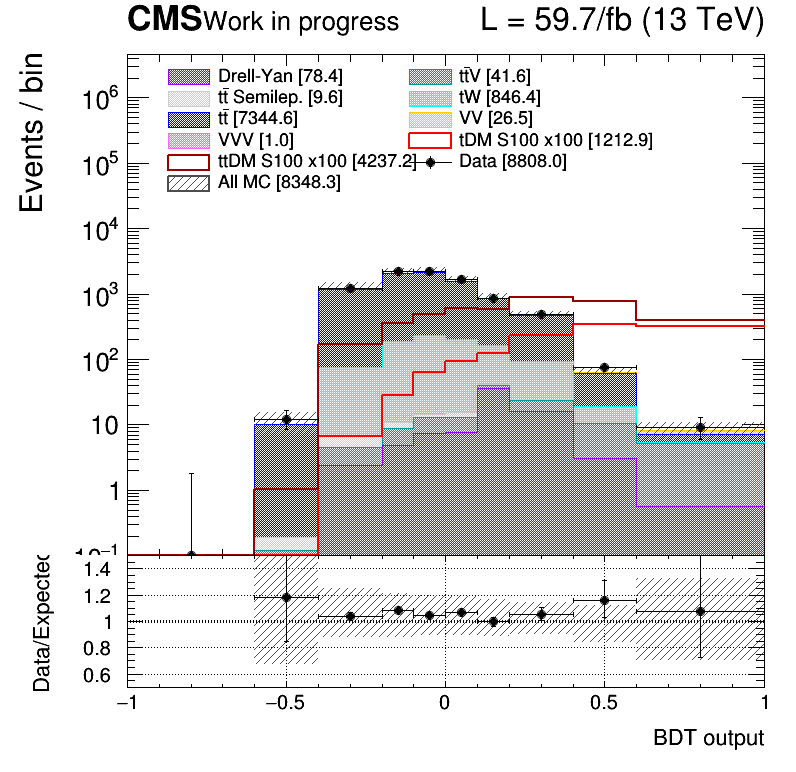 CMS Work in progress L = 59.7/fb (13 TeV)
Events / bin
Drell-Yan [78.4] tt̄V [41.6]
tt̄ Semilep. [9.6] tW [846.4]
tt̄ [7344.6] VV [26.5]
VVV [1.0] tDM S100 x100 [1212.9]
ttDM S100 x100 [4237.2] Data [8808.0]
All MC [8348.3]
10⁶
10⁵
10⁴
10³
10²
10
1
10⁻¹
Data/Expected
1.4
1.2
1
0.8
0.6
−1 −0.5 0 0.5 1
BDT output